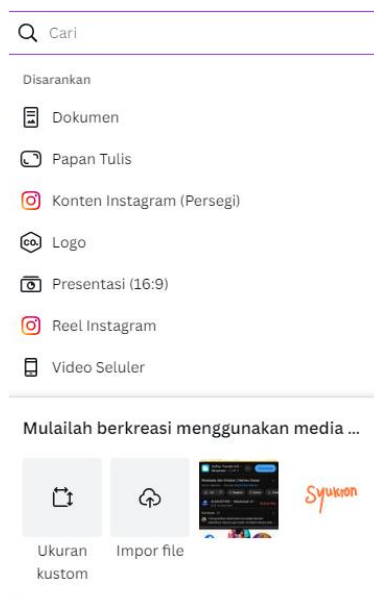 Cari
Disarankan
Dokumen
Papan Tulis
Konten Instagram (Persegi)
CO.
Logo
Presentasi (16:9)
Reel Instagram
Video Seluler
Mulailah berkreasi menggunakan media ...
Syukron
Ukuran
kustom
Impor file